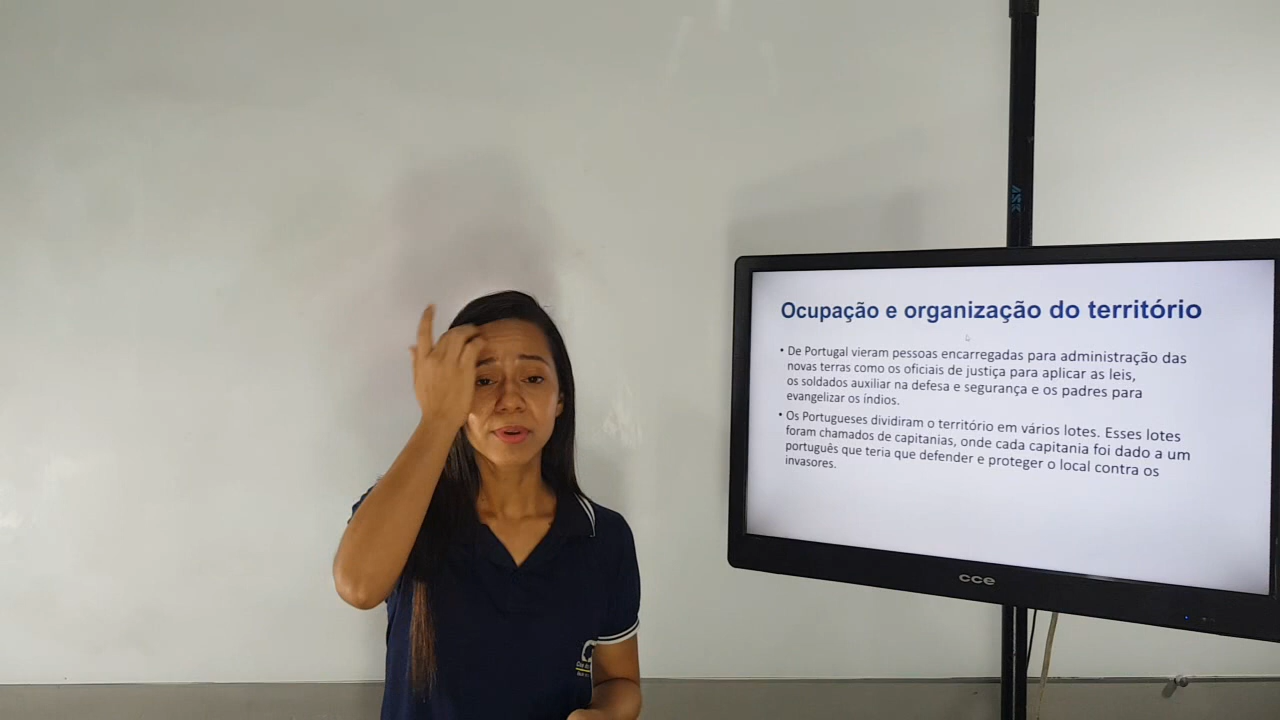 ASK
Ocupação e organização do território
• De Portugal vieram pessoas encarregadas para administração das
novas terras como os oficiais de justiça para aplicar as leis,
os soldados auxiliar na defesa e segurança e os padres para
evangelizar os índios.
• Os Portugueses dividiram o território em vários lotes. Esses lotes
foram chamados de capitanias, onde cada capitania foi dado a um
português que teria que defender e proteger o local contra os
invasores.
cce